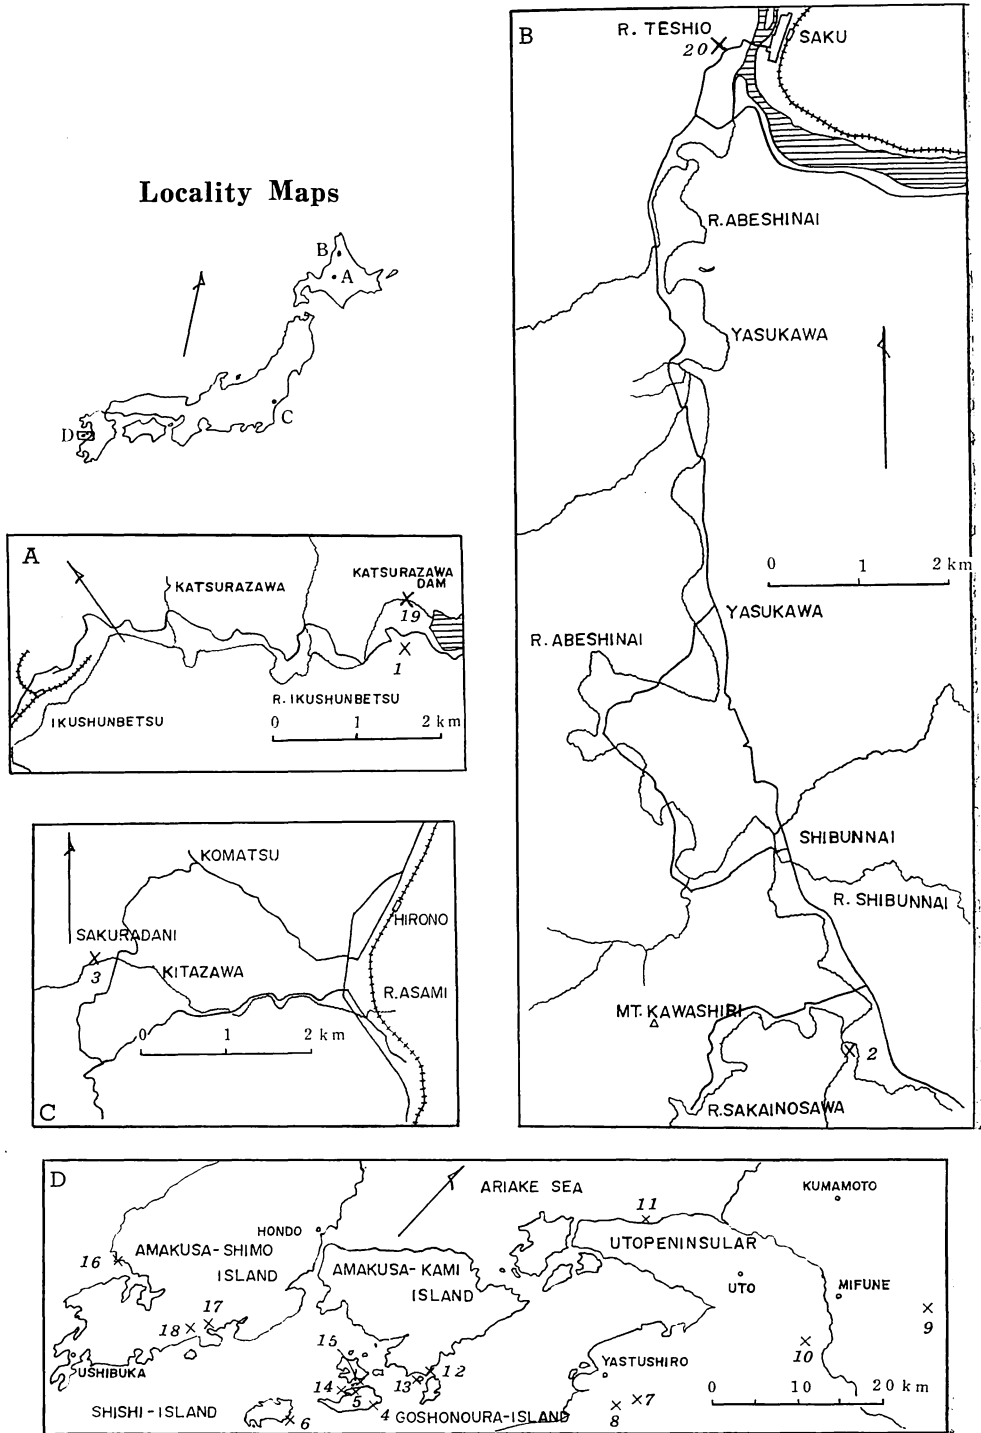 Locality Maps
B
A
C
D
A
KATSURAZAWA
KATSURAZAWA
DAM
19
1
R. IKUSHUNBETSU
IKUSHUNBETSU
0 1 2 km
B
R. TESHIO
20
SAKU
R. ABESHINAI
YASUKAWA
0 1 2 km
YASUKAWA
R. ABESHINAI
SHIBUNNAI
R. SHIBUNNAI
MT. KAWASHIRI
2
R. SAKAINOSAWA
KOMATSU
HIRONO
SAKURADANI
3
KITAZAWA
R. ASAMI
0 1 2 km
C
D
ARIAKE SEA
KUMAMOTO
11
HONDO
UTOPENINSULAR
16
AMAKUSA-SHIMO
ISLAND
AMAKUSA-KAMI
ISLAND
UTO
MIFUNE
17
18
9
15
10
USHIBUKA
12
YASTUSHIRO
14
13
5
4
7
8
0 10 20 km
SHISHI-ISLAND
6
GOSHONOURA-ISLAND